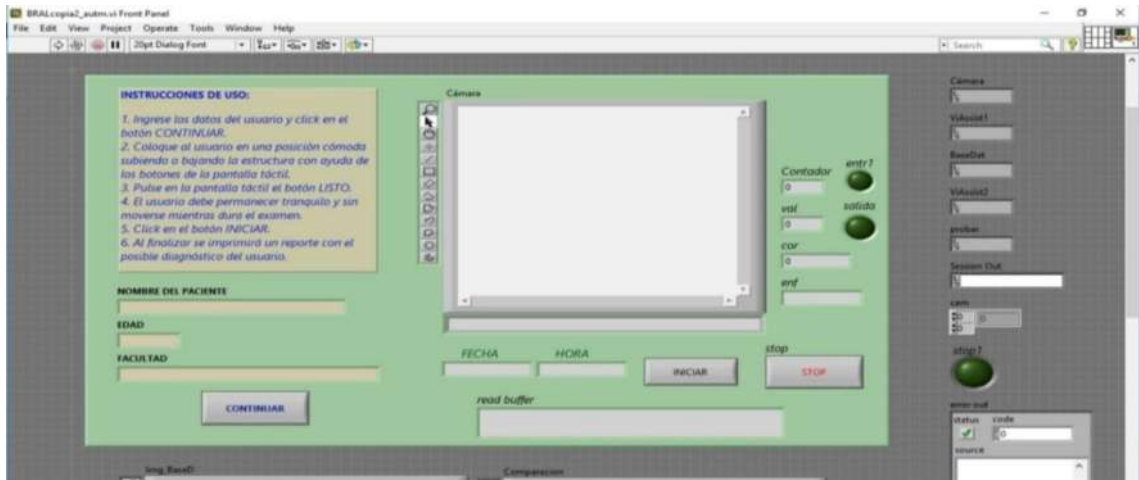 BRALcopia2_autm.vi Front Panel
File Edit View Project Operate Tools Window Help
20pt Dialog Font
Search
INSTRUCCIONES DE USO:
1. Ingrese los datos del usuario y click en el
botón CONTINUAR.
2. Coloque al usuario en una posición cómoda
subiendo o bajando la estructura con ayuda de
los botones de la pantalla táctil.
3. Pulse en la pantalla táctil el botón LISTO.
4. El usuario debe permanecer tranquilo y sin
moverse mientras dura el examen.
5. Click en el botón INICIAR.
6. Al finalizar se imprimirá un reporte con el
posible diagnóstico del usuario.
NOMBRE DEL PACIENTE
EDAD
FACULTAD
CONTINUAR
Cámara
Contador
0
entr?
val
0
salida
cor
0
enf
FECHA
HORA
INICIAR
stop
STOP
read buffer
Camara
ViAssist1
BaseDat
ViAssist2
probar
Session Out
cam
0
stop?
error out
status
code
0
source
Img_BaseD
Comparacion